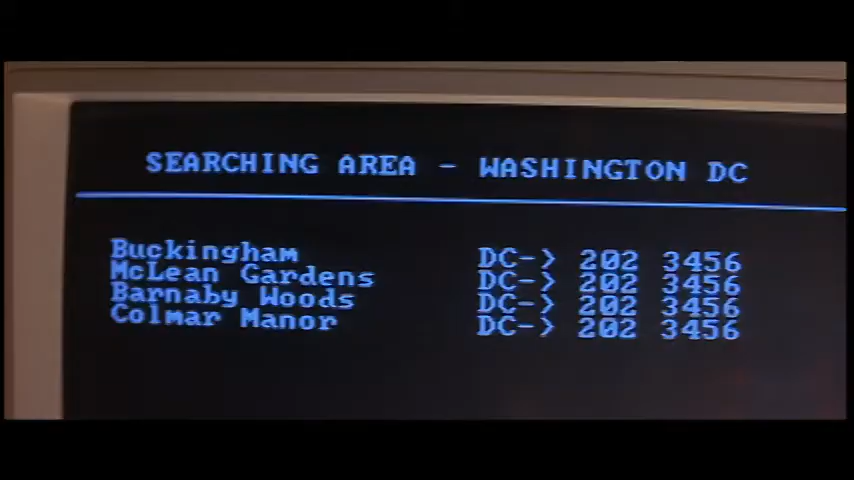 SEARCHING AREA - WASHINGTON DC
Buckingham DC-> 202 3456
McLean Gardens DC-> 202 3456
Barnaby Woods DC-> 202 3456
Colmar Manor DC-> 202 3456